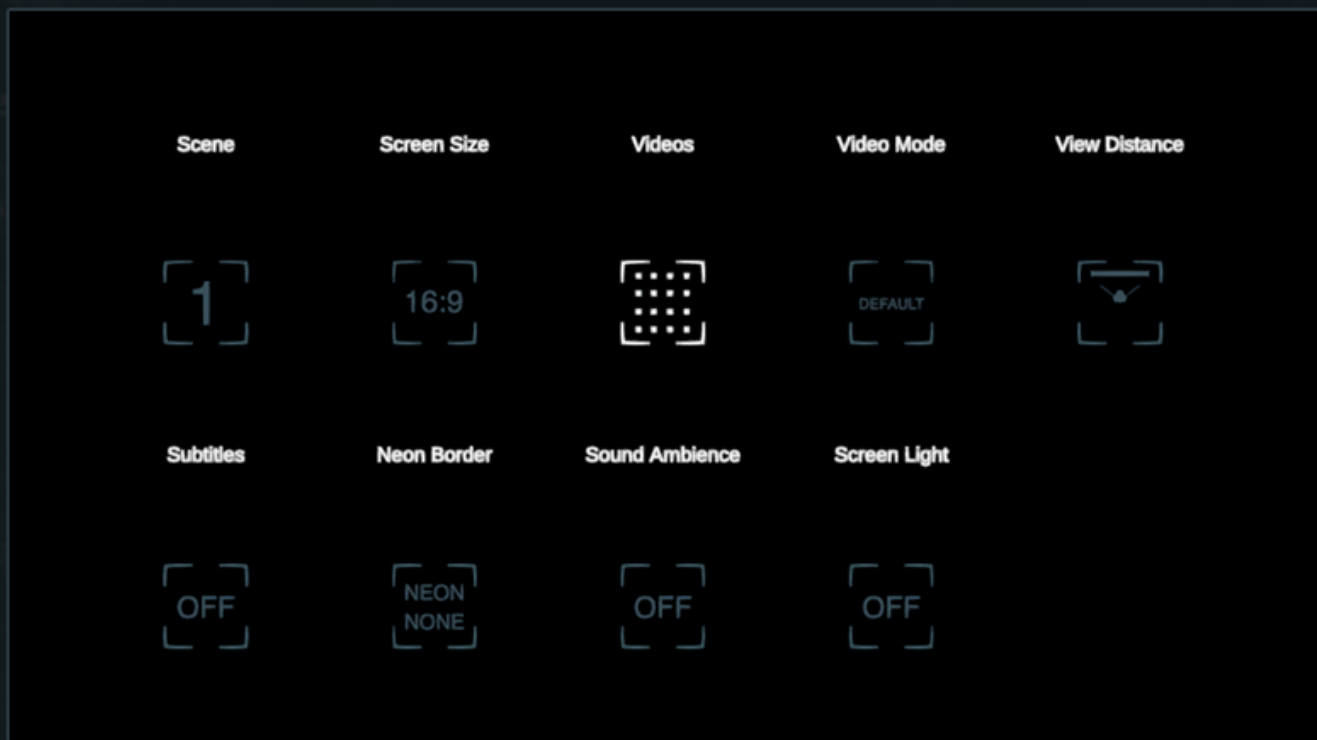 Scene
Screen Size
Videos
Video Mode
View Distance
1
16:9
DEFAULT
Subtitles
Neon Border
Sound Ambience
Screen Light
OFF
NEON
NONE
OFF
OFF